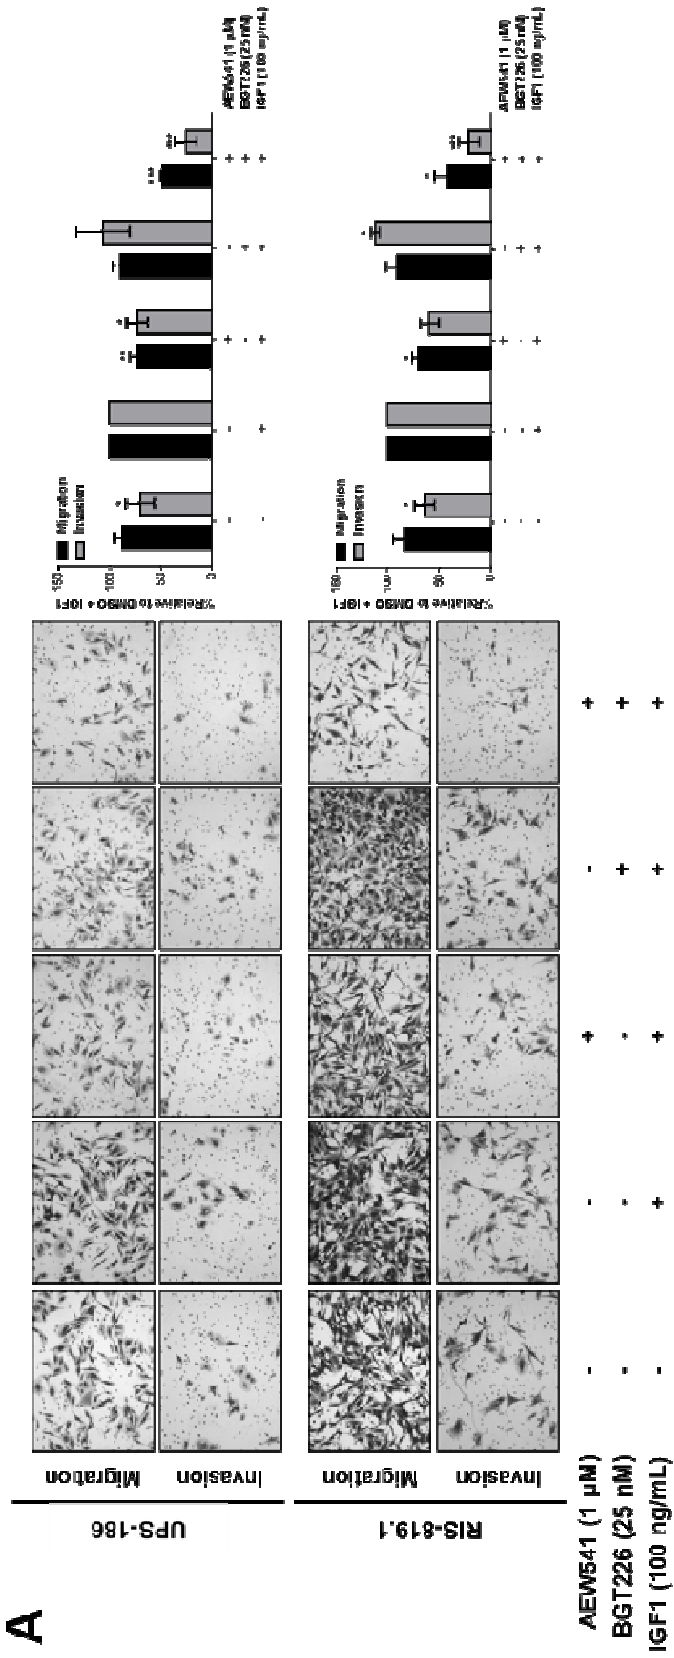 A
UPS-186
Migration
Invasion
RIS-819.1
Migration
Invasion
AEW541 (1 µM) - - + - +
BGT226 (25 nM) - - - + +
IGF1 (100 ng/mL) - + + + +
%Relative to DMSO + IGF1
150
100
50
0
Migration
Invasion
* ** * *** ***
- - + - + AEW541 (1 µM)
- - - + + BGT226 (25 nM)
- + + + + IGF1 (100 ng/mL)
%Relative to DMSO + IGF1
150
100
50
0
Migration
Invasion
- - + - + AEW541 (1 µM)
- - - + + BGT226 (25 nM)
- + + + + IGF1 (100 ng/mL)